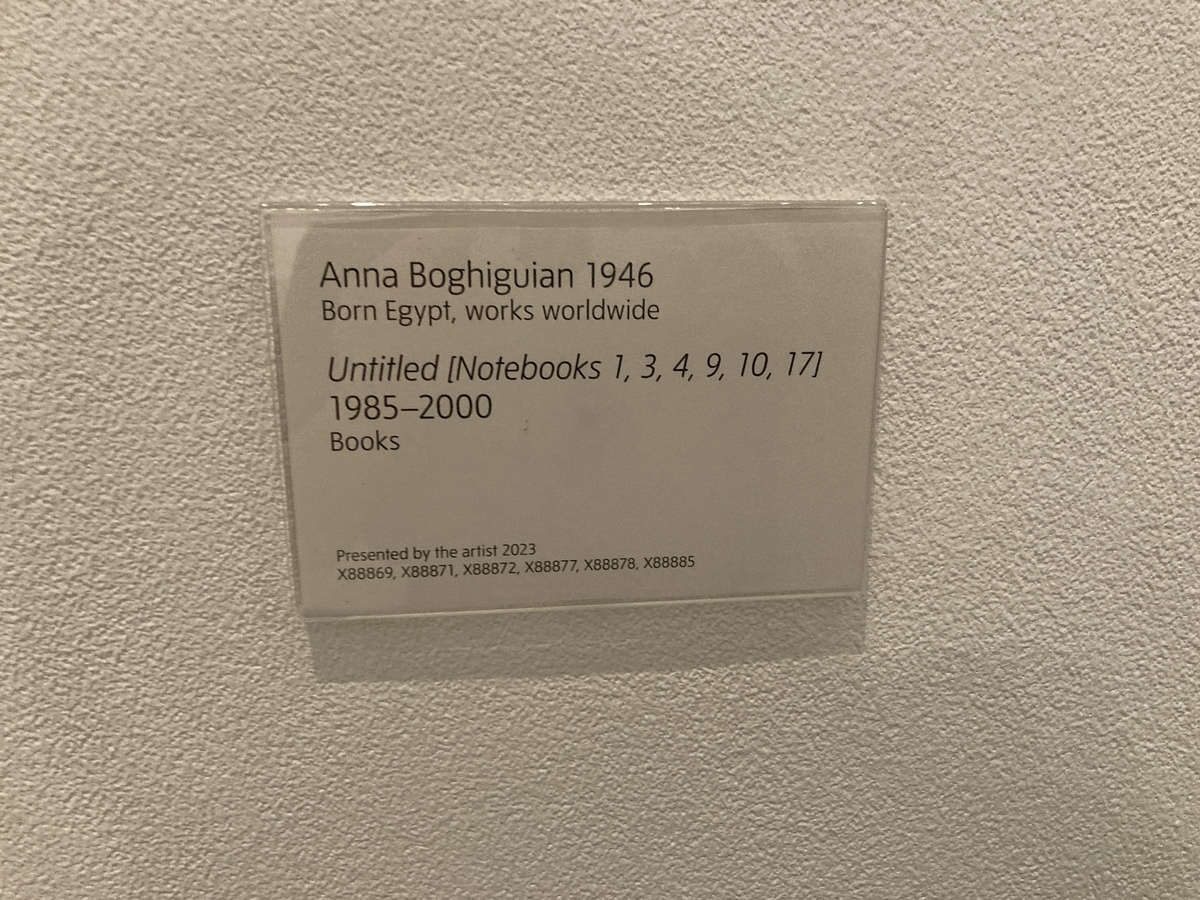 Anna Boghiguian 1946
Born Egypt, works worldwide
Untitled [Notebooks 1, 3, 4, 9, 10, 17]
1985–2000
Books
Presented by the artist 2023
X88869, X88871, X88872, X88877, X88878, X88885